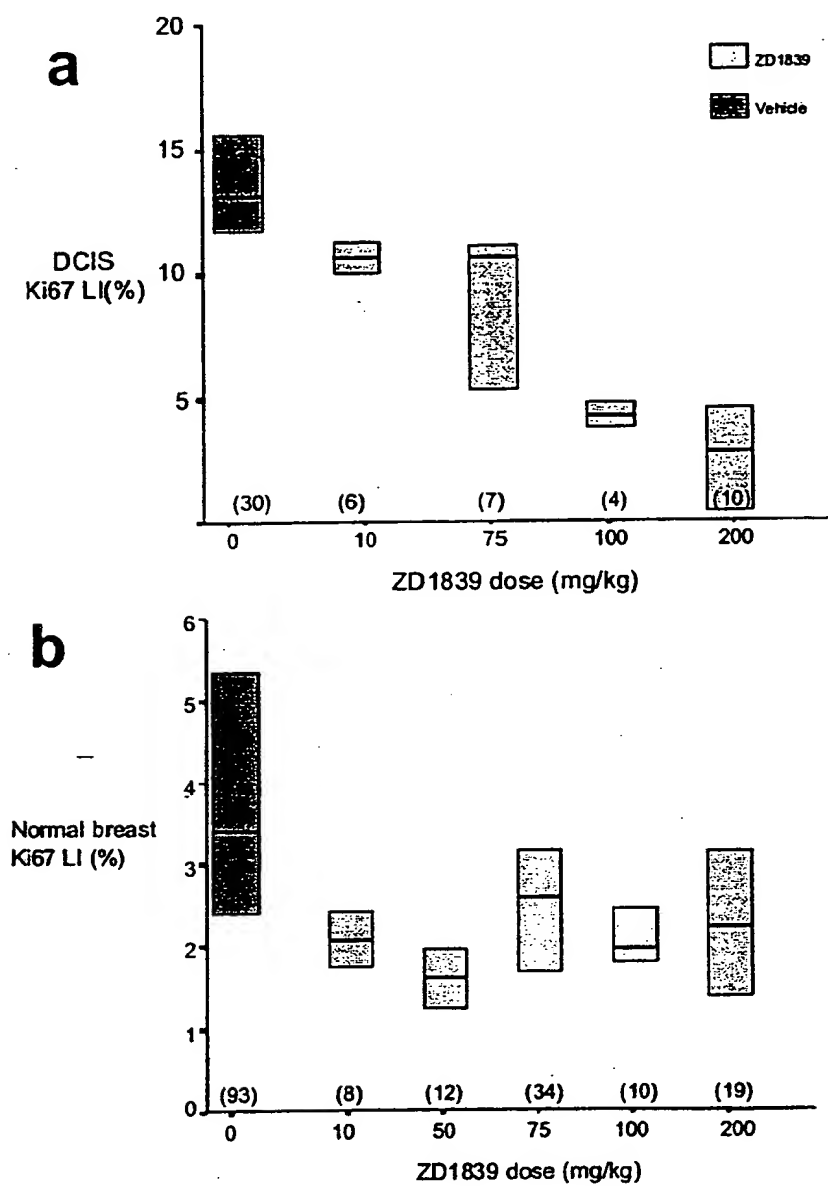 a
20
15
10
5
DCIS
Ki67 LI(%)
ZD1839
Vehicle
(30) (6) (7) (4) (10)
0 10 75 100 200
ZD1839 dose (mg/kg)
b
6
5
4
3
2
1
0
Normal breast
Ki67 LI (%)
(93) (8) (12) (34) (10) (19)
0 10 50 75 100 200
ZD1839 dose (mg/kg)